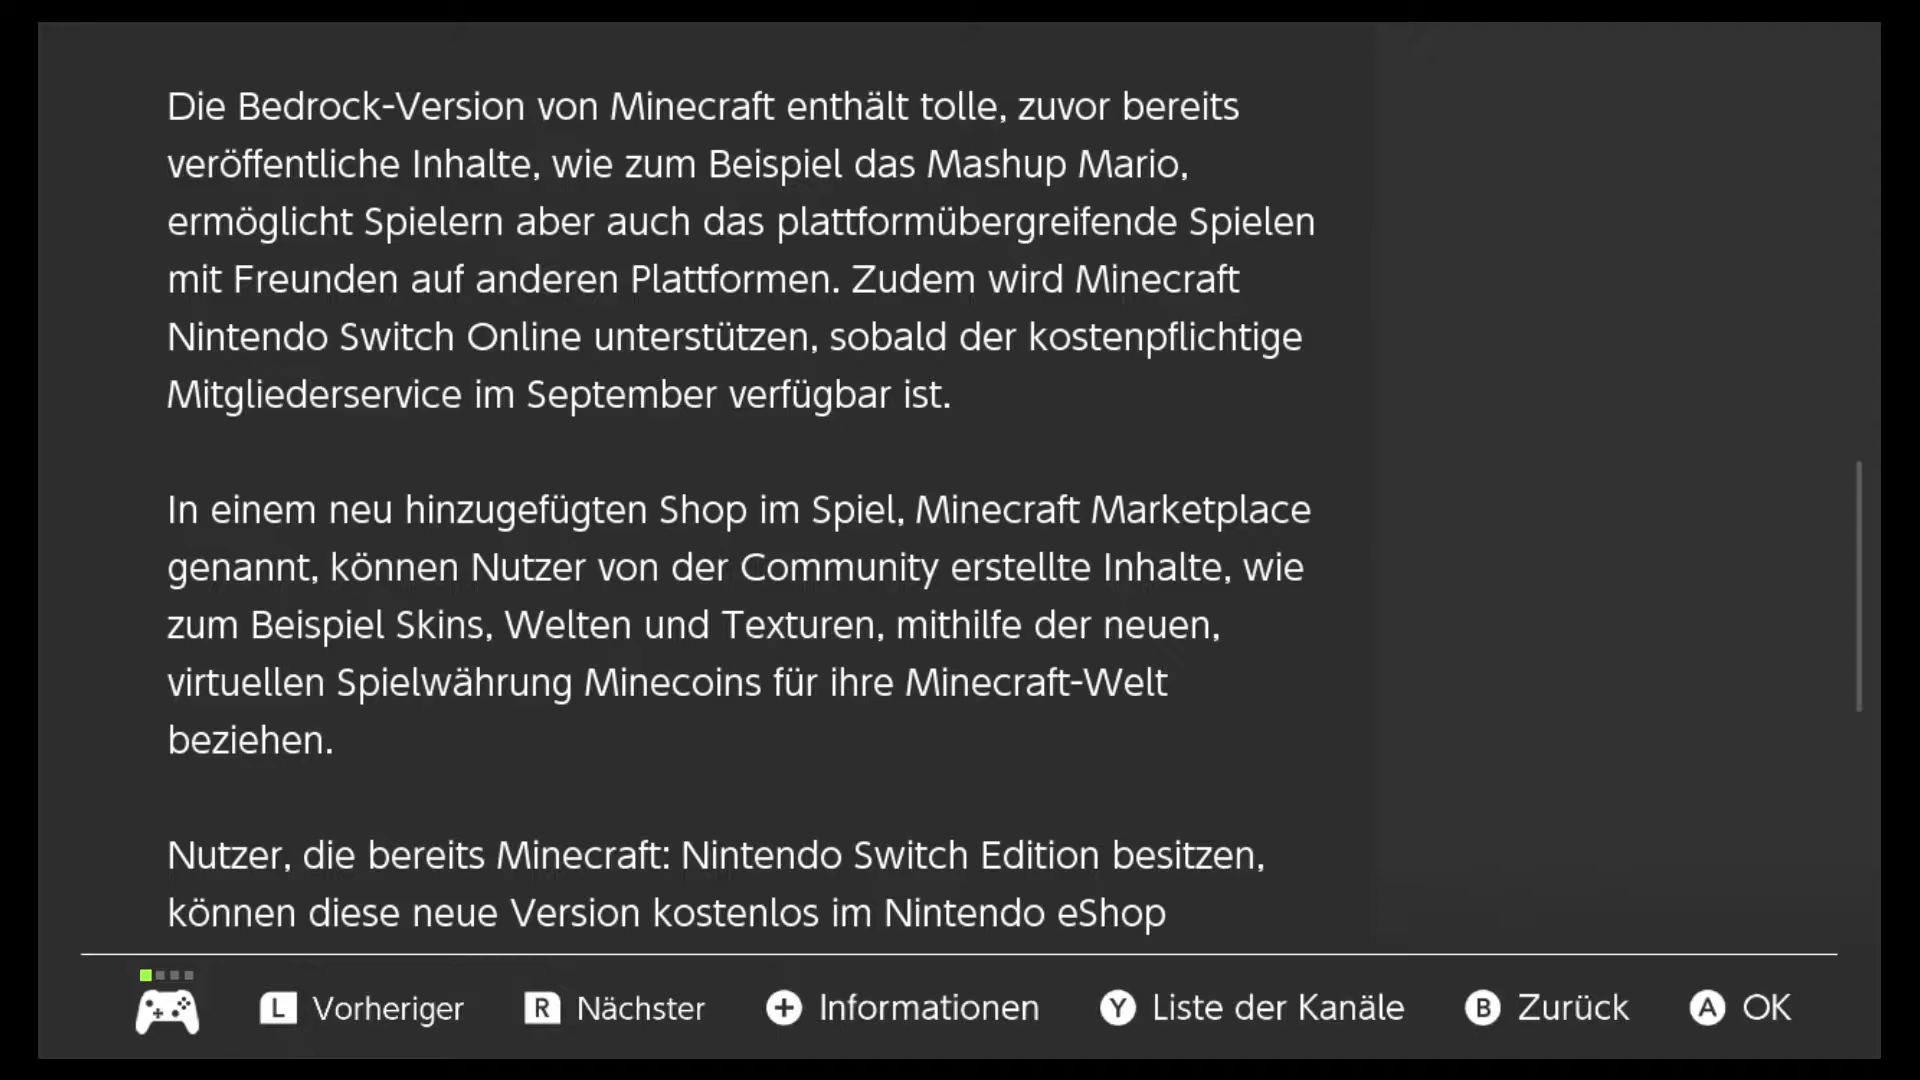 Die Bedrock-Version von Minecraft enthält tolle, zuvor bereits
veröffentliche Inhalte, wie zum Beispiel das Mashup Mario,
ermöglicht Spielern aber auch das plattformübergreifende Spielen
mit Freunden auf anderen Plattformen. Zudem wird Minecraft
Nintendo Switch Online unterstützen, sobald der kostenpflichtige
Mitgliederservice im September verfügbar ist.
In einem neu hinzugefügten Shop im Spiel, Minecraft Marketplace
genannt, können Nutzer von der Community erstellte Inhalte, wie
zum Beispiel Skins, Welten und Texturen, mithilfe der neuen,
virtuellen Spielwährung Minecoins für ihre Minecraft-Welt
beziehen.
Nutzer, die bereits Minecraft: Nintendo Switch Edition besitzen,
können diese neue Version kostenlos im Nintendo eShop
L Vorheriger R Nächster + Informationen Y Liste der Kanäle B Zurück A OK